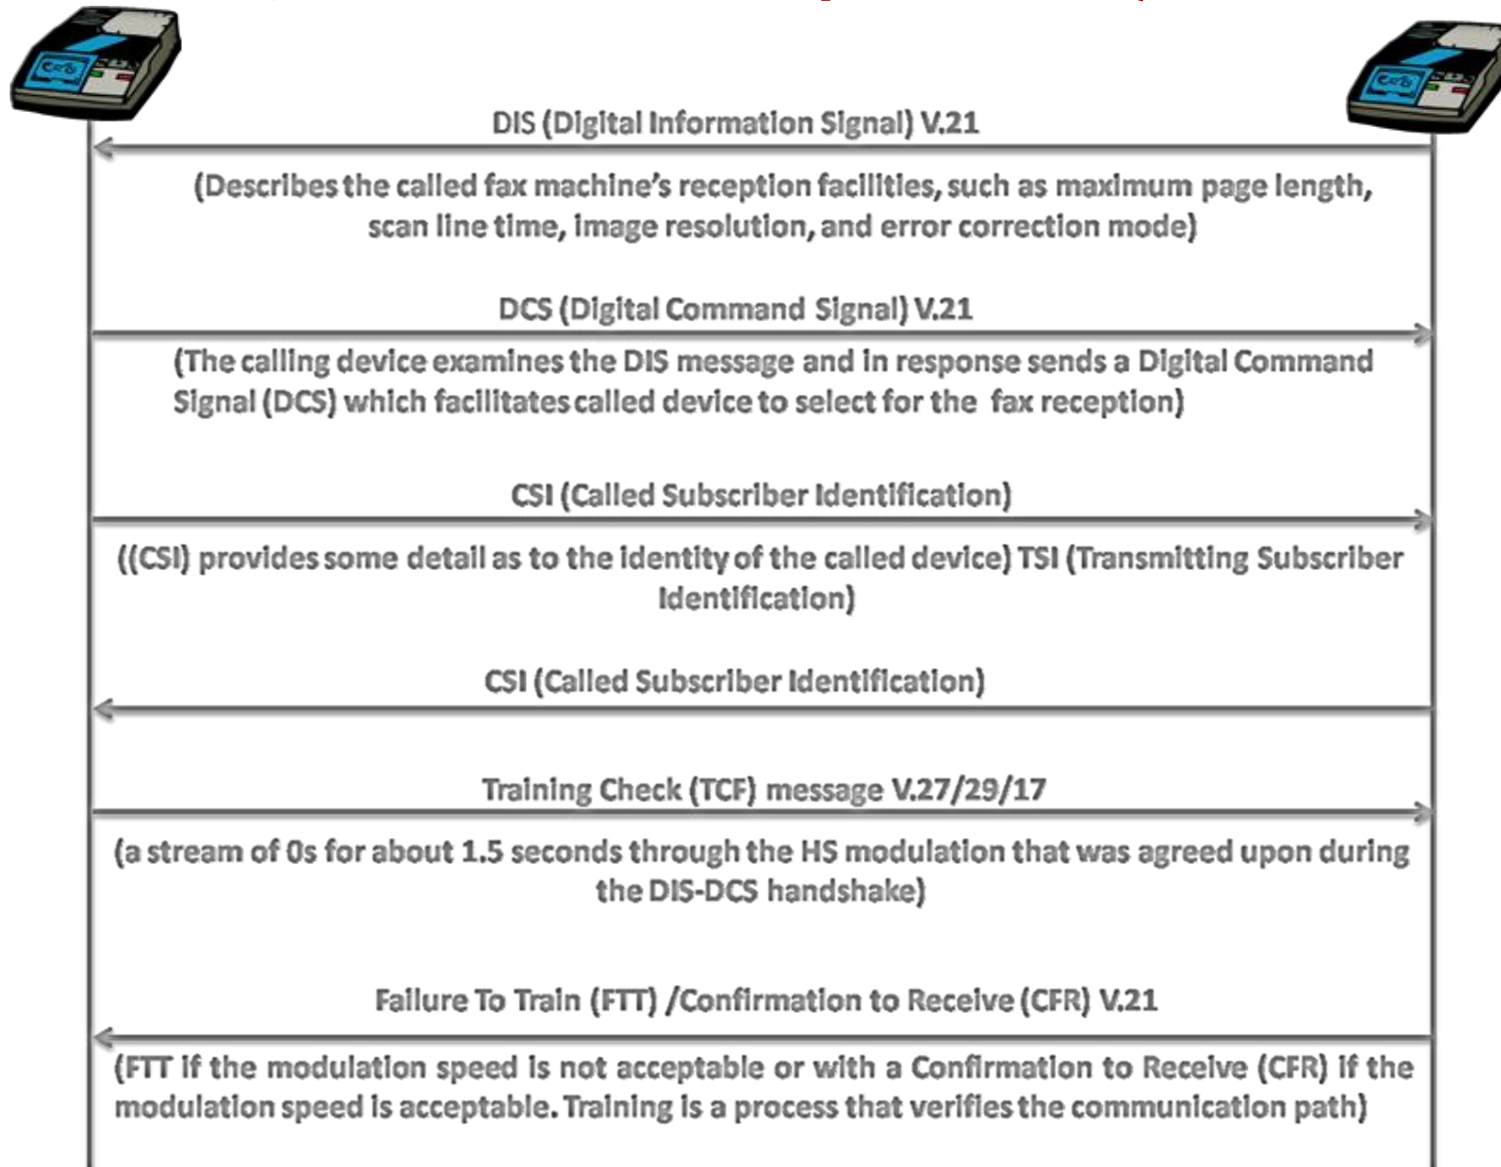 DIS (Digital Information Signal) V.21
(Describes the called fax machine's reception facilities, such as maximum page length,
scan line time, image resolution, and error correction mode)
DCS (Digital Command Signal) V.21
(The calling device examines the DIS message and in response sends a Digital Command
Signal (DCS) which facilitates called device to select for the fax reception)
CSI (Called Subscriber Identification)
((CSI) provides some detail as to the identity of the called device) TSI (Transmitting Subscriber
Identification)
CSI (Called Subscriber Identification)
Training Check (TCF) message V.27/29/17
(a stream of 0s for about 1.5 seconds through the HS modulation that was agreed upon during
the DIS-DCS handshake)
Failure To Train (FTT) /Confirmation to Receive (CFR) V.21
(FTT if the modulation speed is not acceptable or with a Confirmation to Receive (CFR) if the
modulation speed is acceptable. Training is a process that verifies the communication path)